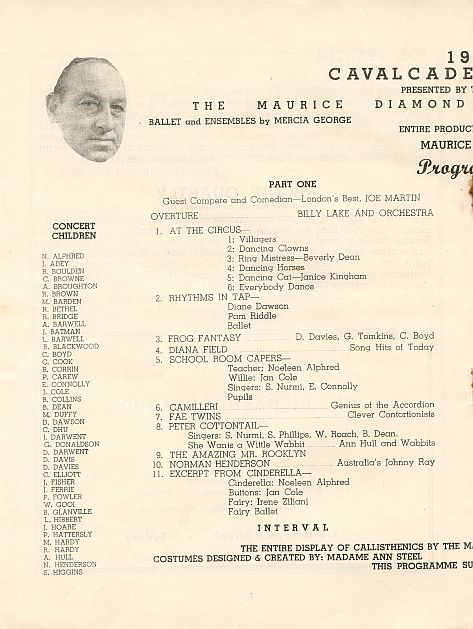 19
CAVALCADE
PRESENTED BY
THE MAURICE DIAMOND
BALLET and ENSEMBLES by MERCIA GEORGE
ENTIRE PRODUC
MAURICE
Progra
PART ONE
Guest Compere and Comedian—London's Best, JOE MARTIN
OVERTURE BILLY LAKE AND ORCHESTRA
1. AT THE CIRCUS—
1: Villagers
2: Dancing Clowns
3: Ring Mistress—Beverly Dean
4: Dancing Horses
5: Dancing Cat—Janice Kingham
6: Everybody Dance
2. RHYTHMS IN TAP—
Diane Dawson
Pam Riddle
Ballet
3. FROG FANTASY D. Davies, G. Tomkins, C. Boyd
4. DIANA FIELD Song Hits of Today
5. SCHOOL ROOM CAPERS—
Teacher: Noeleen Alphred
Willie: Jan Cole
Singers: S. Nurmi, E. Connolly
Pupils
6. CAMILLERI Genius of the Accordion
7. FAE TWINS Clever Contortionists
8. PETER COTTONTAIL—
Singers: S. Nurmi, S. Phillips, W. Roach, B. Dean.
She Wants a Wittle Wabbit Ann Hull and Wabbits
9. THE AMAZING MR. ROOKLYN
10. NORMAN HENDERSON Australia's Johnny Ray
11. EXCERPT FROM CINDERELLA—
Cinderella: Noeleen Alphred
Buttons: Jan Cole
Fairy: Irene Ziliani
Fairy Ballet
INTERVAL
THE ENTIRE DISPLAY OF CALLISTHENICS BY THE MA
COSTUMES DESIGNED & CREATED BY: MADAME ANN STEEL
THIS PROGRAMME SU
CONCERT
CHILDREN
N. ALPHRED
J. ADEY
B. BOULDEN
C. BROWNE
A. BROUGHTON
R. BROWN
M. BARDEN
R. BETHEL
R. BRIDGE
A. BARWELL
J. BATMAN
L. BARWELL
B. BLACKWOOD
C. BOYD
C. COOK
B. CORRIN
P. CAREW
E. CONNOLLY
J. COLE
B. COLLINS
B. DEAN
M. DUFFY
D. DAWSON
C. DHU
J. DARWENT
G. DONALDSON
D. DARWENT
D. DAVIS
D. DAVIES
C. ELLIOTT
J. FISHER
J. FERRIE
P. FOWLER
W. GOOI
B. GLANVILLE
L. HIBBERT
J. HOARE
P. HATTERSLY
M. HARDY
R. HARDY
A. HULL
N. HENDERSON
S. HIGGINS